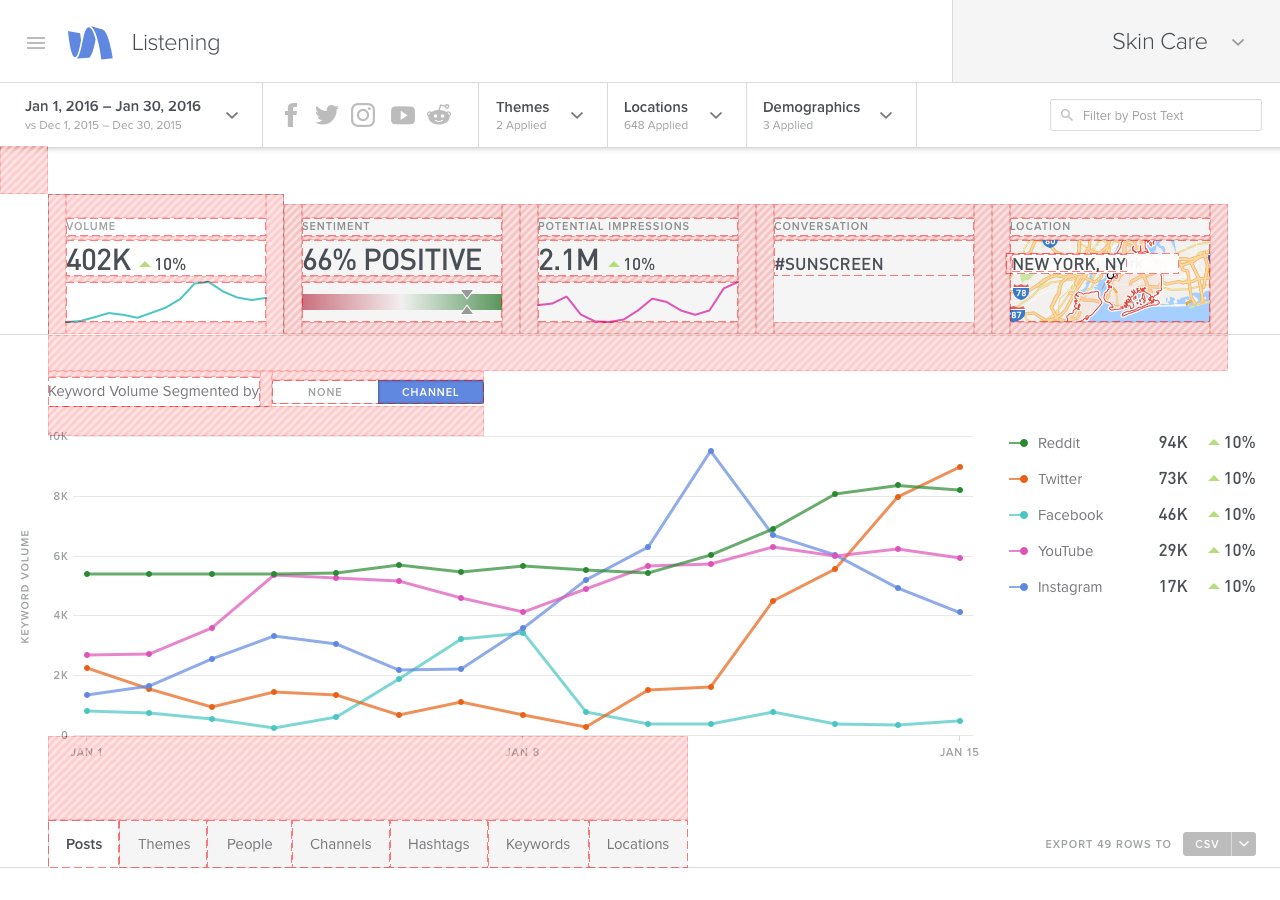 Listening
Skin Care
Jan 1, 2016 – Jan 30, 2016
vs Dec 1, 2015 – Dec 30, 2015
Themes
2 Applied
Locations
648 Applied
Demographics
3 Applied
Filter by Post Text
VOLUME
402K 10%
SENTIMENT
66% POSITIVE
POTENTIAL IMPRESSIONS
2.1M 10%
CONVERSATION
#SUNSCREEN
LOCATION
NEW YORK, NY
78
87
Keyword Volume Segmented by
NONE
CHANNEL
KEYWORD VOLUME
10K
8K
6K
4K
2K
0
JAN 1
JAN 8
JAN 15
Reddit 94K 10%
Twitter 73K 10%
Facebook 46K 10%
YouTube 29K 10%
Instagram 17K 10%
Posts
Themes
People
Channels
Hashtags
Keywords
Locations
EXPORT 49 ROWS TO
CSV